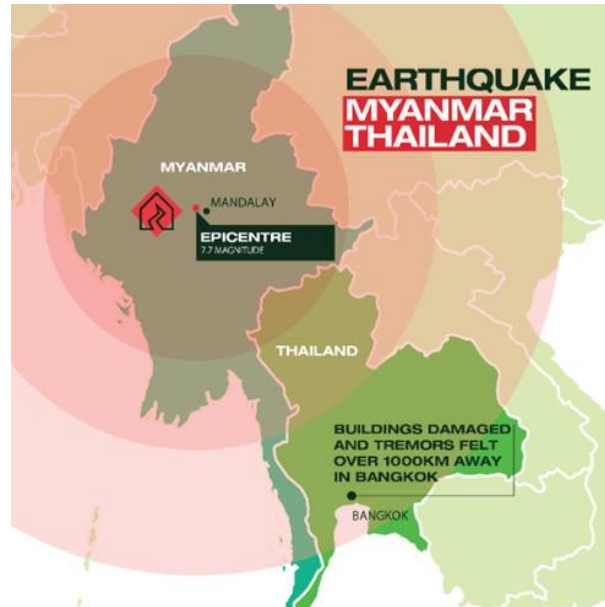 EARTHQUAKE
MYANMAR
THAILAND
MYANMAR
MANDALAY
EPICENTRE
7.7 MAGNITUDE
THAILAND
BUILDINGS DAMAGED
AND TREMORS FELT
OVER 1000KM AWAY
IN BANGKOK
BANGKOK